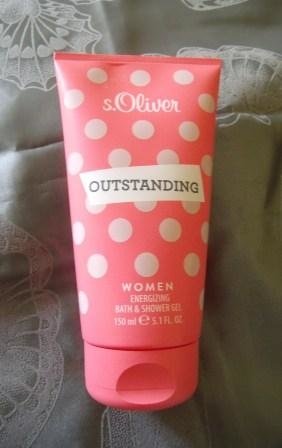 s.Oliver
OUTSTANDING
WOMEN
ENERGIZING
BATH & SHOWER GEL
150 ml ℮ 5.1 FL. OZ.